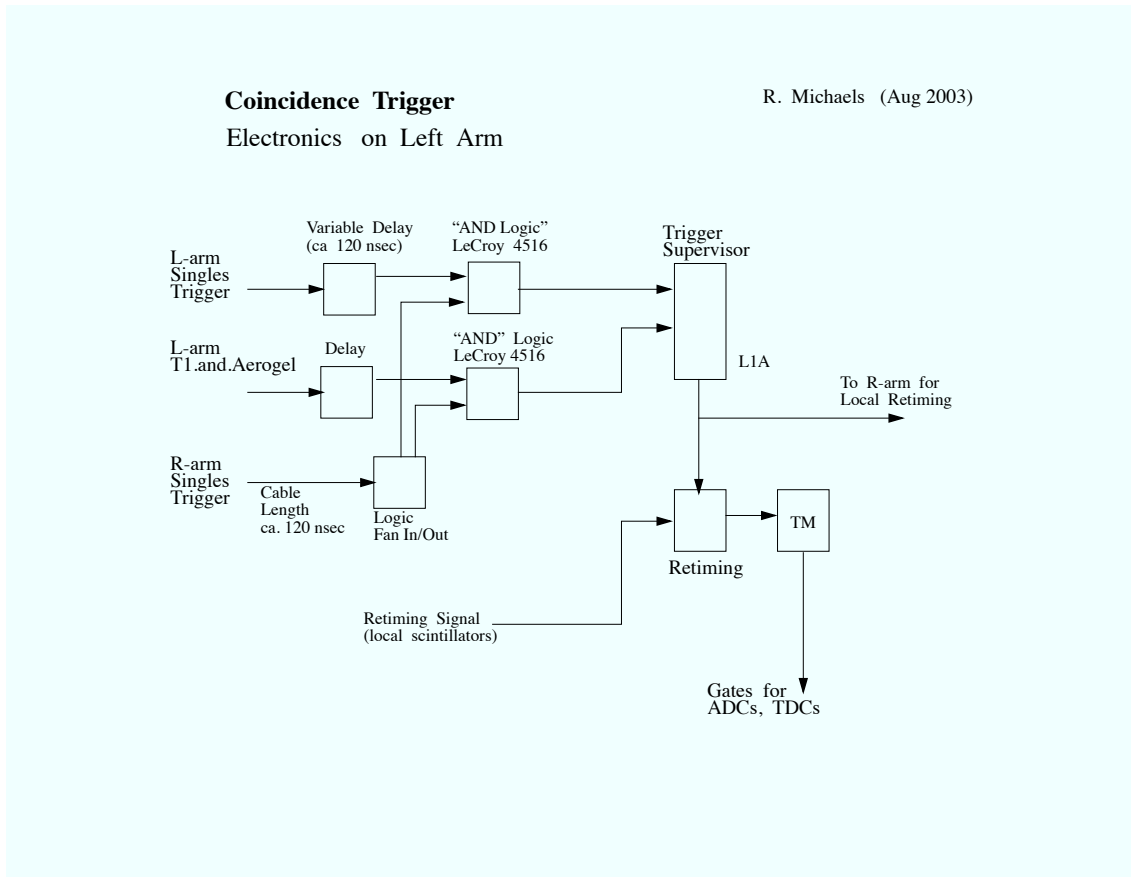 Coincidence Trigger
R. Michaels (Aug 2003)
Electronics on Left Arm
Variable Delay
(ca 120 nsec)
“AND Logic”
LeCroy 4516
Trigger
Supervisor
L-arm
Singles
Trigger
L-arm
T1.and.Aerogel
Delay
“AND” Logic
LeCroy 4516
L1A
To R-arm for
Local Retiming
R-arm
Singles
Trigger
Cable
Length
ca. 120 nsec
Logic
Fan In/Out
TM
Retiming
Retiming Signal
(local scintillators)
Gates for
ADCs, TDCs